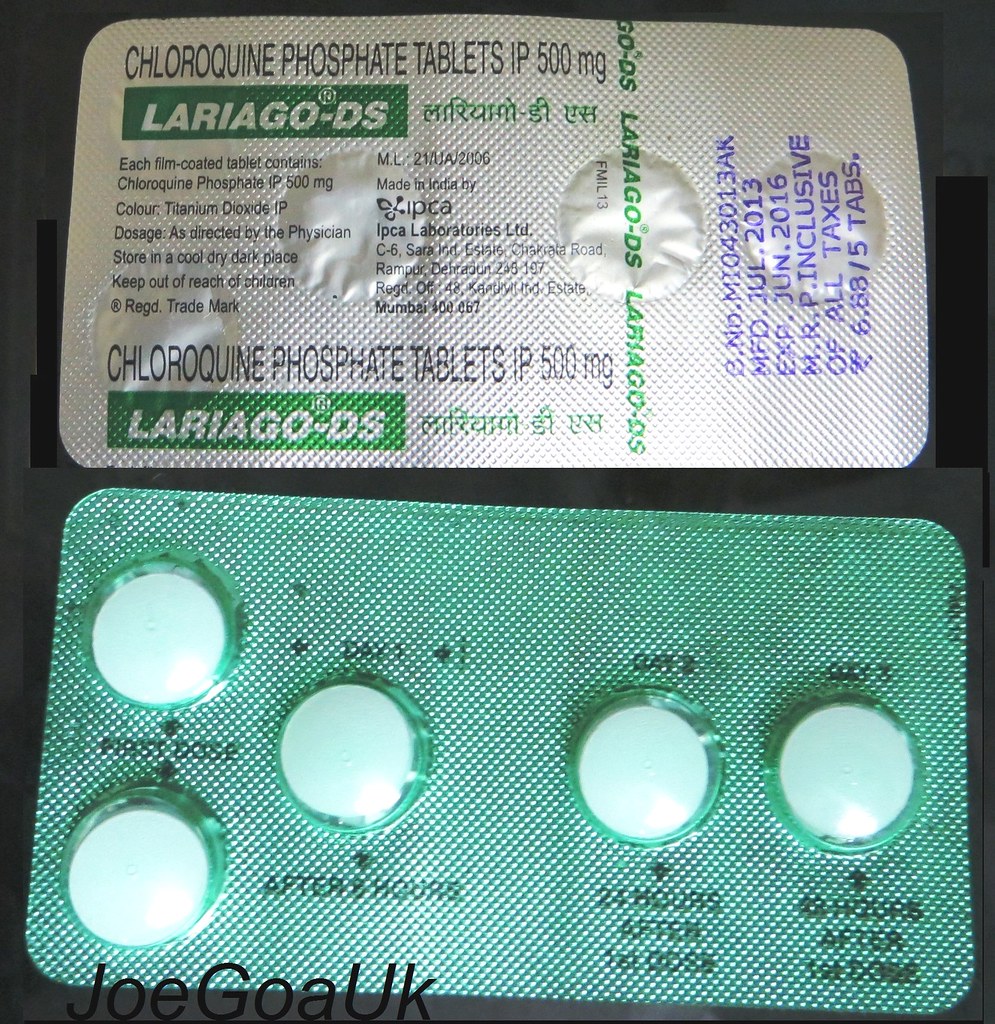 CHLOROQUINE PHOSPHATE TABLETS IP 500 mg
LARIAGO®-DS लारियागो-डी एस
Each film-coated tablet contains:
Chloroquine Phosphate IP 500 mg
Colour: Titanium Dioxide IP
Dosage: As directed by the Physician
Store in a cool dry dark place
Keep out of reach of children
® Regd. Trade Mark
M.L.: 21/UA/2006
Made in India by
ipca
Ipca Laboratories Ltd.
C-6, Sara Ind. Estate, Chakrata Road,
Rampur, Dehradun 248 197.
Regd. Off.: 48, Kandivli Ind. Estate,
Mumbai 400 067
FMIL13
GO®-DS LARIAGO®-DS LARIAGO®-DS
B.No.MI043013AK
MFD.JUL.2013
EXP. JUN.2016
M.R.P.INCLUSIVE
OF ALL TAXES
6.88/5 TABS.
CHLOROQUINE PHOSPHATE TABLETS IP 500 mg
LARIAGO®-DS लारियागो-डी एस
DAY 1
DAY 2
DAY 3
FIRST DOSE
AFTER 6 HOURS
24 HOURS
AFTER
1st DOSE
48 HOURS
AFTER
1st DOSE
JoeGoaUk